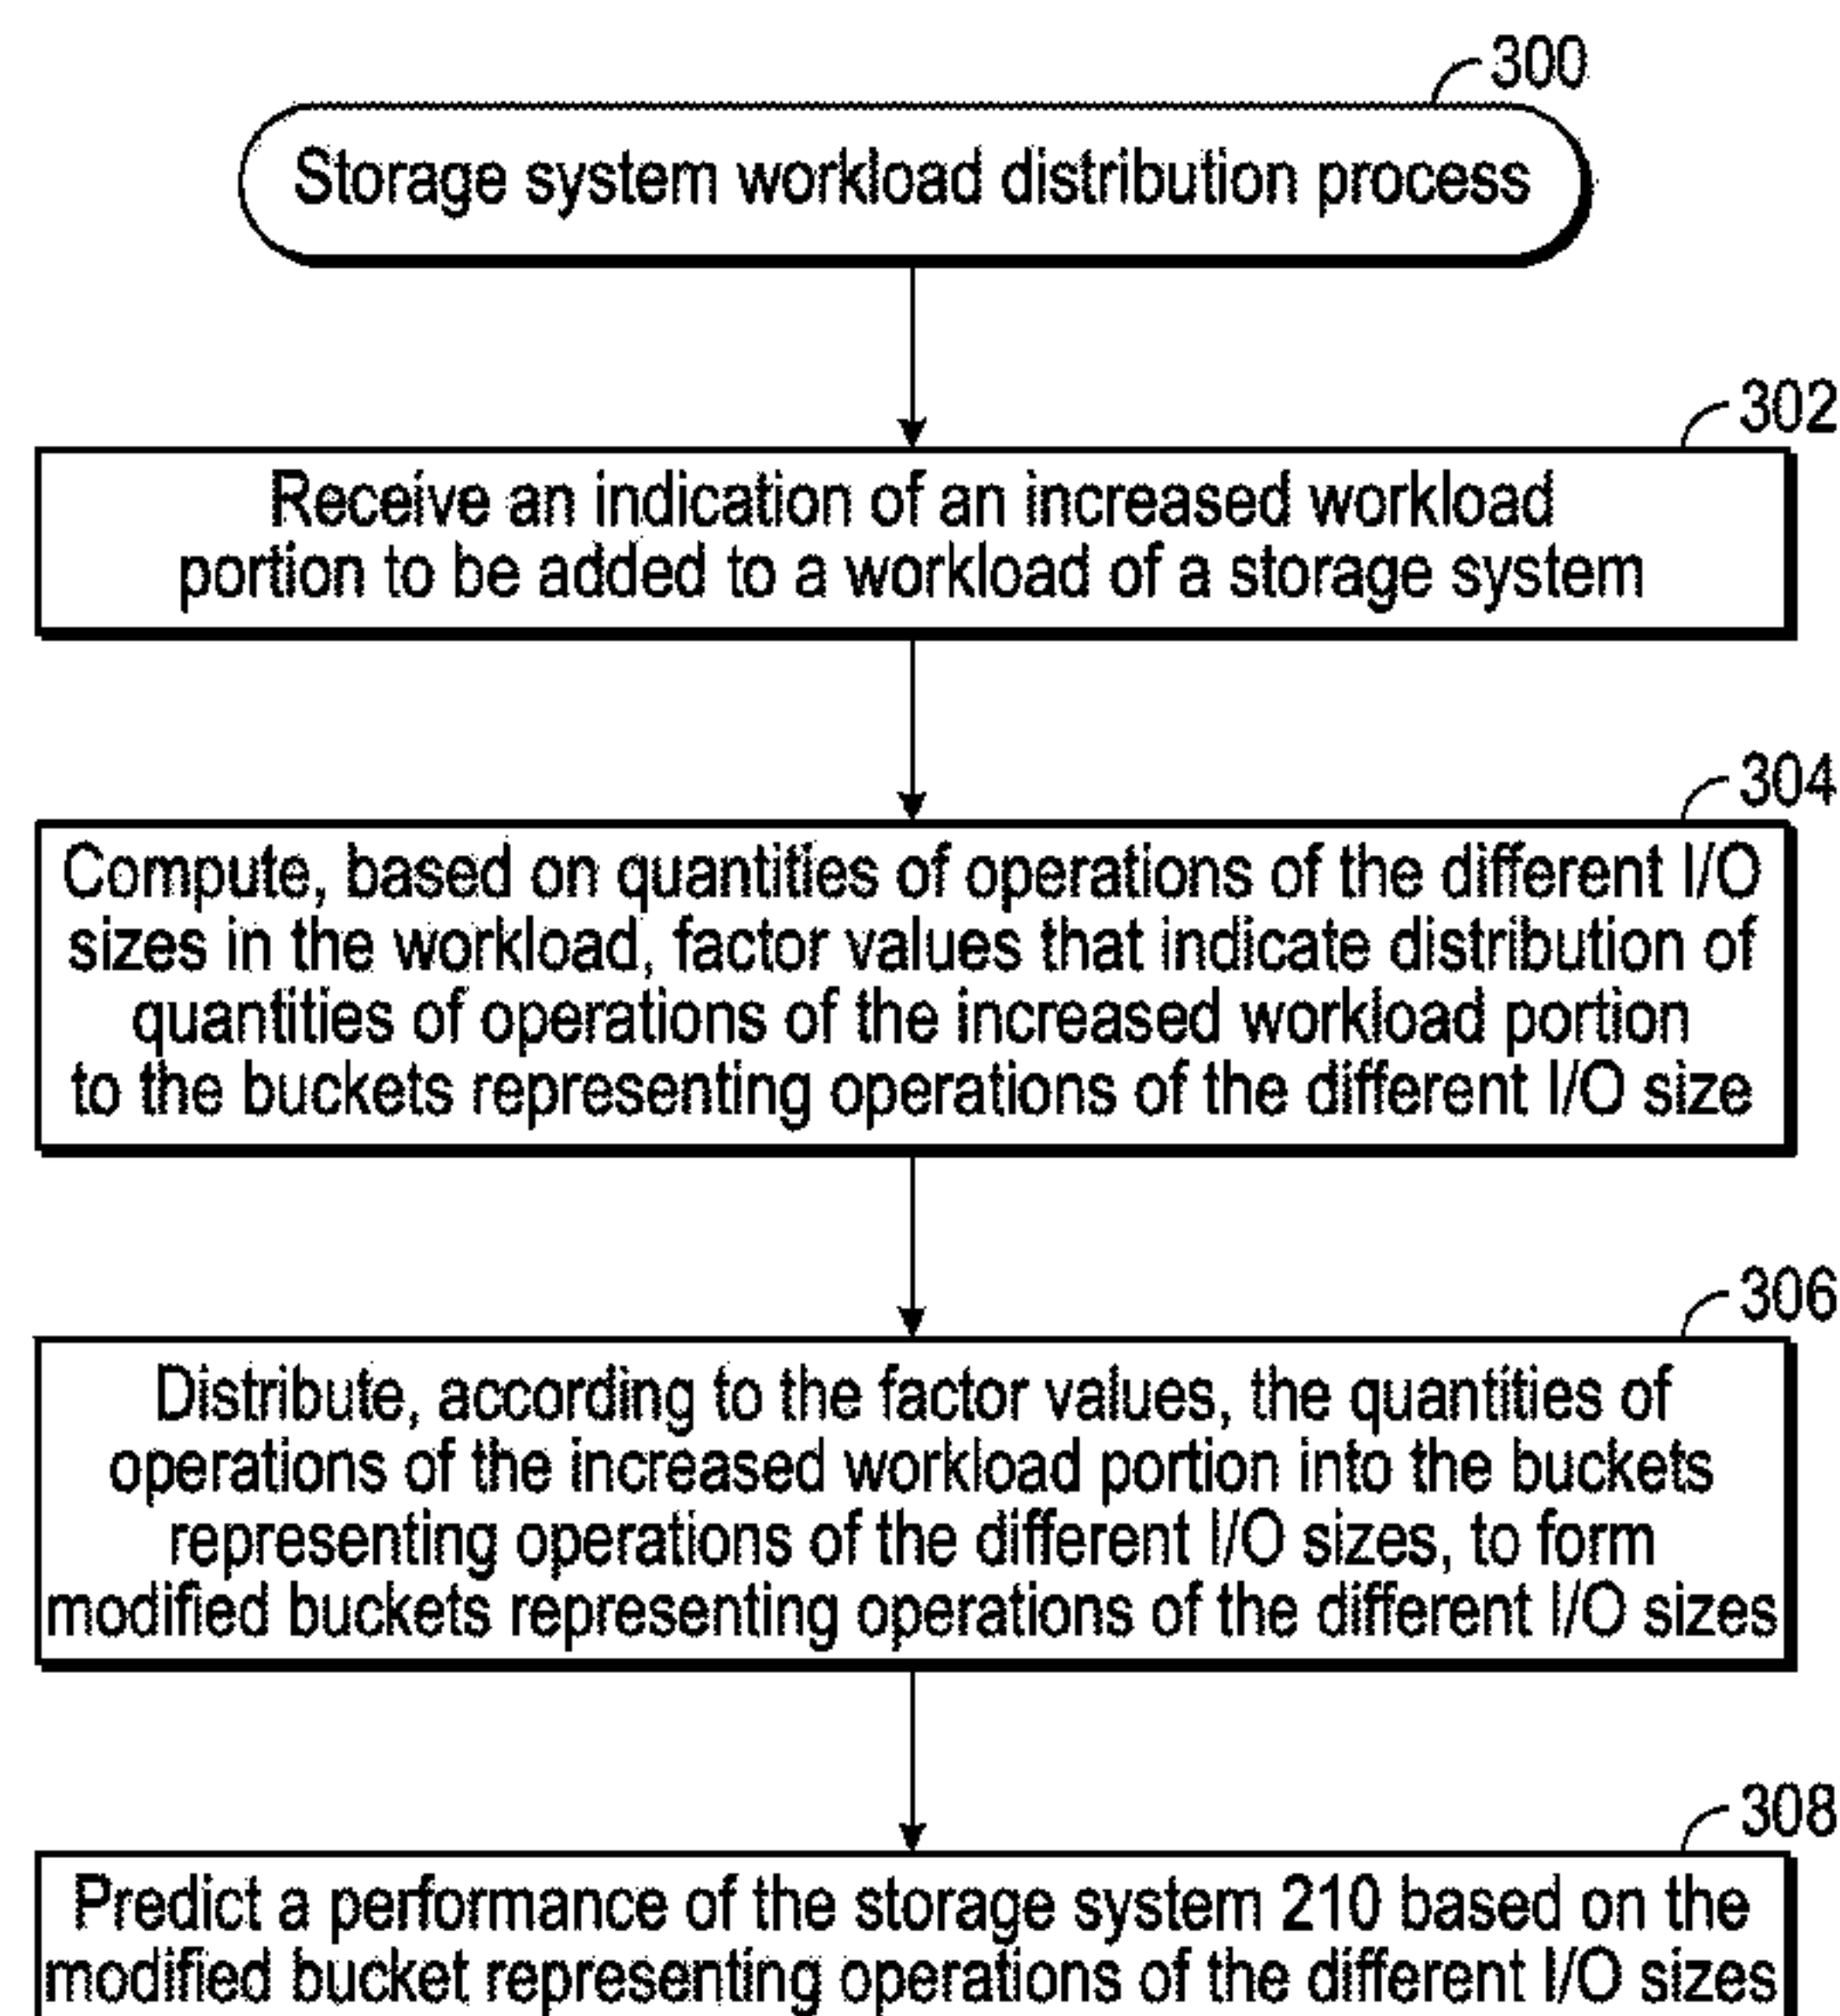 300
Storage system workload distribution process
302
Receive an indication of an increased workload
portion to be added to a workload of a storage system
304
Compute, based on quantities of operations of the different I/O
sizes in the workload, factor values that indicate distribution of
quantities of operations of the increased workload portion
to the buckets representing operations of the different I/O size
306
Distribute, according to the factor values, the quantities of
operations of the increased workload portion into the buckets
representing operations of the different I/O sizes, to form
modified buckets representing operations of the different I/O sizes
308
Predict a performance of the storage system 210 based on the
modified bucket representing operations of the different I/O sizes